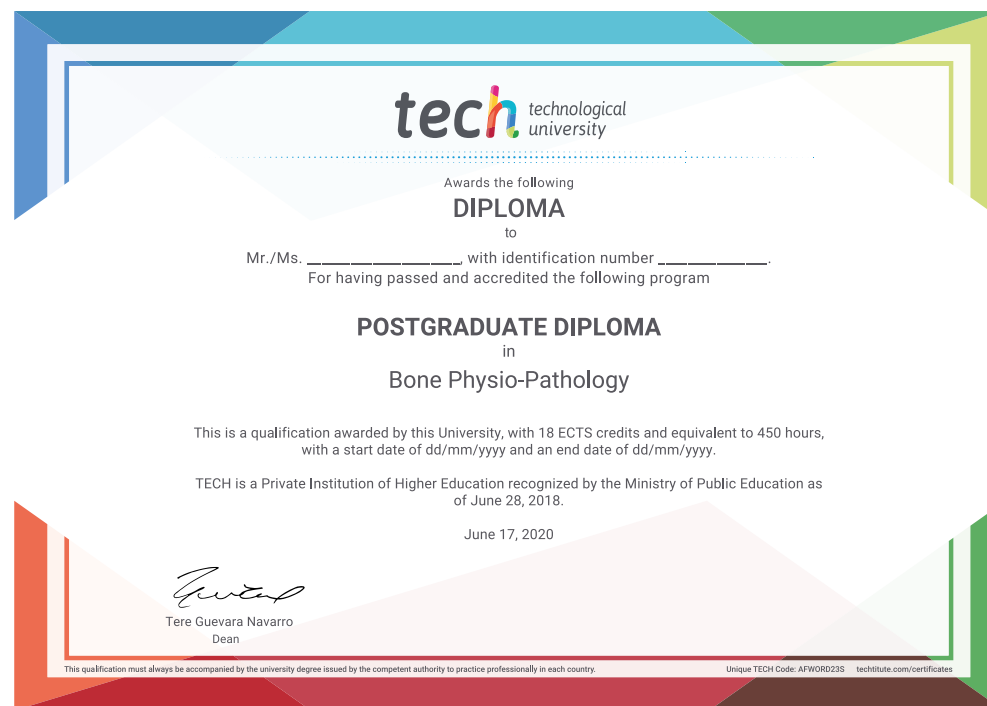 tech technological
university
Awards the following
DIPLOMA
to
Mr./Ms. ____________________, with identification number ______________.
For having passed and accredited the following program
POSTGRADUATE DIPLOMA
in
Bone Physio-Pathology
This is a qualification awarded by this University, with 18 ECTS credits and equivalent to 450 hours,
with a start date of dd/mm/yyyy and an end date of dd/mm/yyyy.
TECH is a Private Institution of Higher Education recognized by the Ministry of Public Education as
of June 28, 2018.
June 17, 2020
Tere Guevara Navarro
Dean
This qualification must always be accompanied by the university degree issued by the competent authority to practice professionally in each country. Unique TECH Code: AFWORD23S techtitute.com/certificates